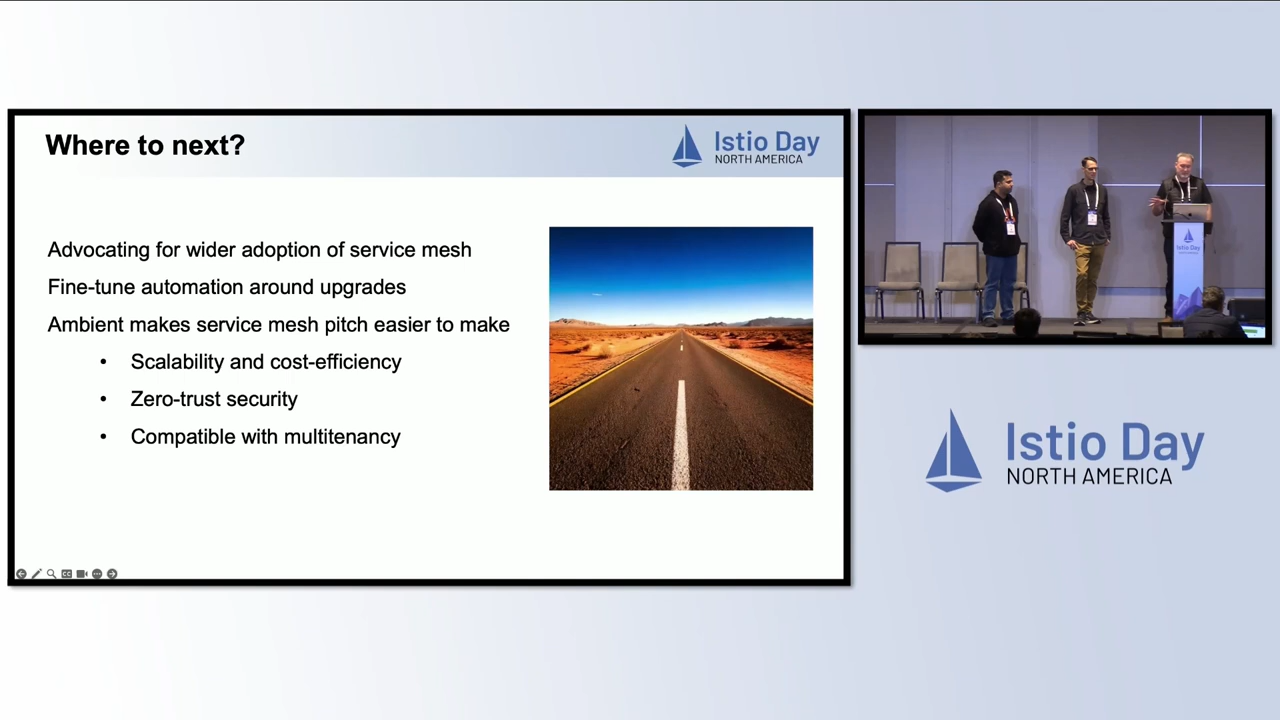 Where to next?
Istio Day
NORTH AMERICA
Advocating for wider adoption of service mesh
Fine-tune automation around upgrades
Ambient makes service mesh pitch easier to make
• Scalability and cost-efficiency
• Zero-trust security
• Compatible with multitenancy
Istio Day
Istio Day
NORTH AMERICA